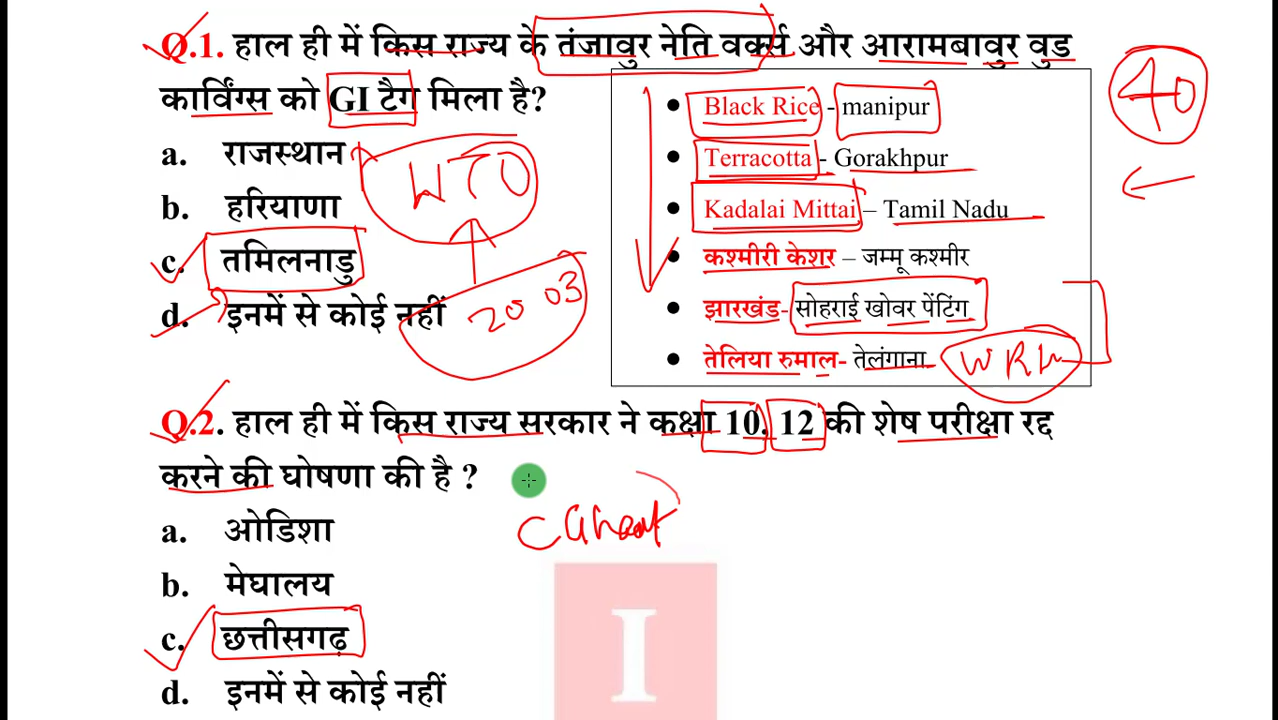 Q.1. हाल ही में किस राज्य के तंजावुर नेति वर्क्स और आरामबावुर वुड
कार्विंग्स को GI टैग मिला है?
a. राजस्थान
b. हरियाणा
c. तमिलनाडु
d. इनमें से कोई नहीं
WTO
20 03
● Black Rice - manipur
● Terracotta - Gorakhpur
● Kadalai Mittai – Tamil Nadu
● कश्मीरी केशर – जम्मू कश्मीर
● झारखंड- सोहराई खोवर पेंटिंग
● तेलिया रुमाल- तेलंगाना
40
Q.2. हाल ही में किस राज्य सरकार ने कक्षा 10. 12 की शेष परीक्षा रद्द
करने की घोषणा की है ?
a. ओडिशा
b. मेघालय
c. छत्तीसगढ़
d. इनमें से कोई नहीं
I